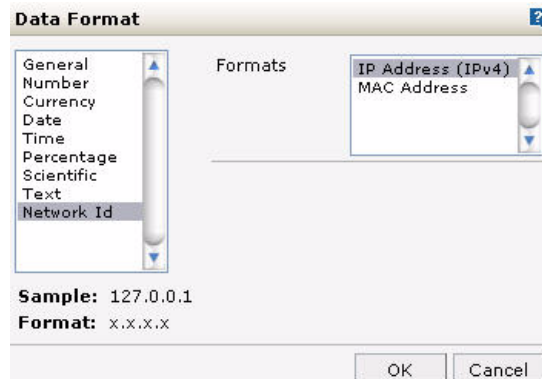 Data Format
?
General
Number
Currency
Date
Time
Percentage
Scientific
Text
Network Id
Formats
IP Address (IPv4)
MAC Address
Sample: 127.0.0.1
Format: x.x.x.x
OK
Cancel